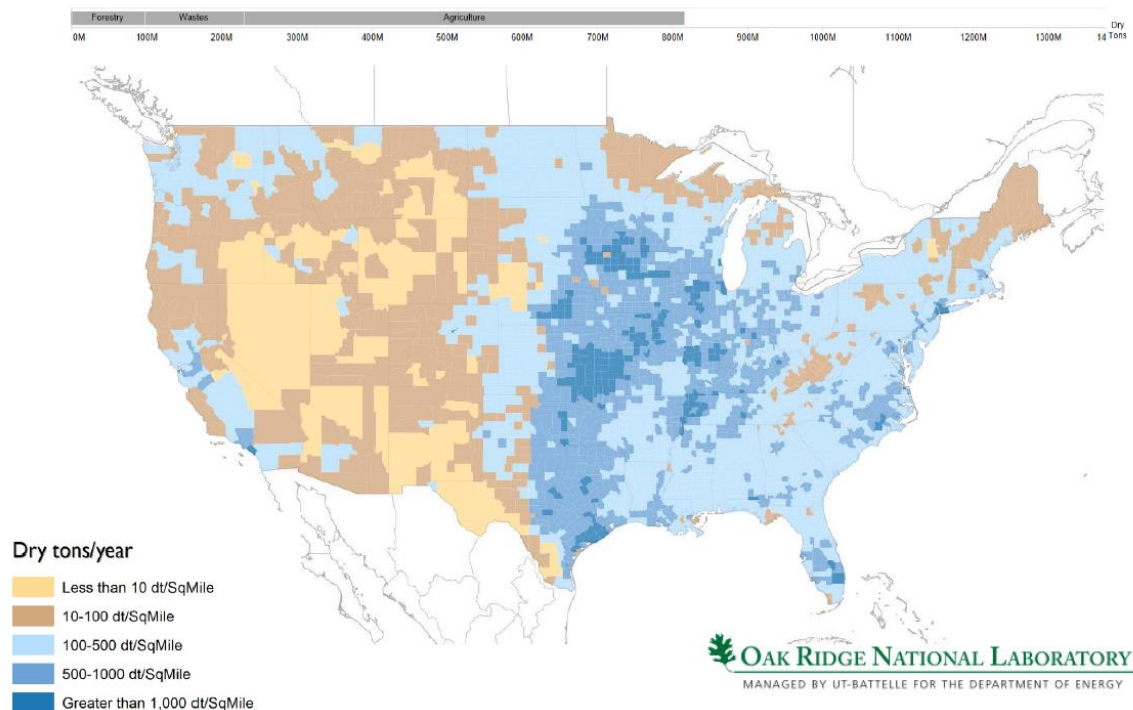 Forestry Wastes Agriculture
0M 100M 200M 300M 400M 500M 600M 700M 800M 900M 1000M 1100M 1200M 1300M 14
Dry
Tons
Dry tons/year
Less than 10 dt/SqMile
10-100 dt/SqMile
100-500 dt/SqMile
500-1000 dt/SqMile
Greater than 1,000 dt/SqMile
OAK RIDGE NATIONAL LABORATORY
MANAGED BY UT-BATTELLE FOR THE DEPARTMENT OF ENERGY